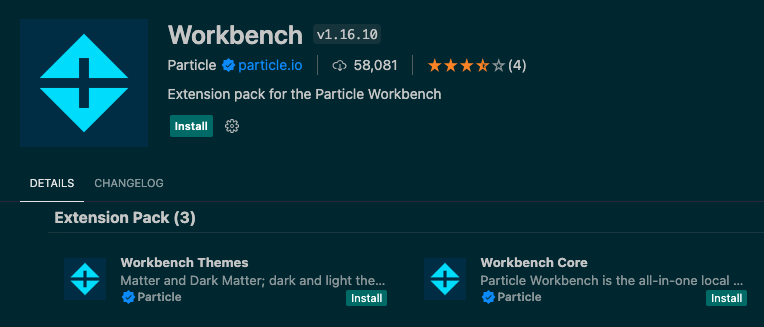 Workbench v1.16.10
Particle particle.io 58,081 (4)
Extension pack for the Particle Workbench
Install
DETAILS CHANGELOG
Extension Pack (3)
Workbench Themes
Matter and Dark Matter; dark and light the...
Particle Install
Workbench Core
Particle Workbench is the all-in-one local ...
Particle Install